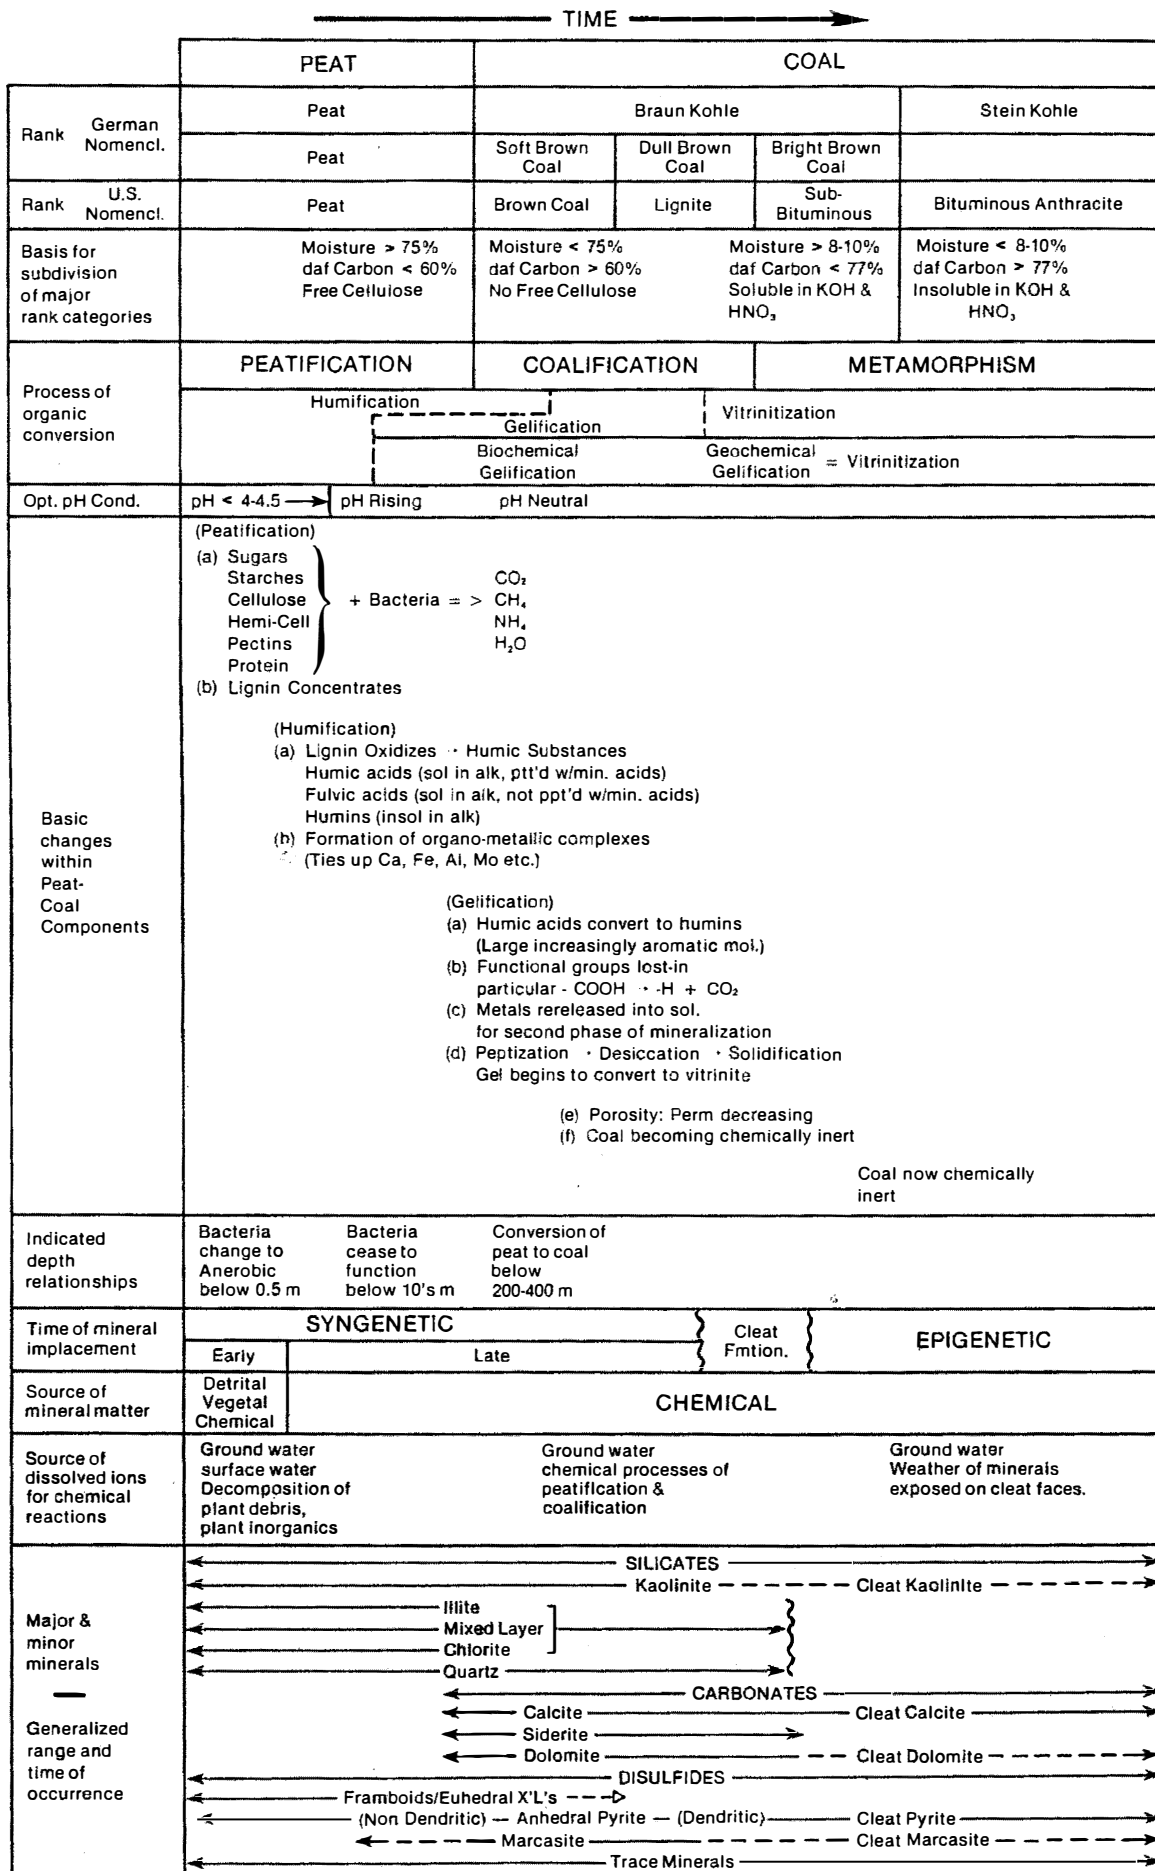 TIME
PEAT COAL
Rank German Nomencl. Peat Braun Kohle Stein Kohle
Peat Soft Brown Coal Dull Brown Coal Bright Brown Coal
Rank U.S. Nomencl. Peat Brown Coal Lignite Sub-Bituminous Bituminous Anthracite
Basis for
subdivision
of major
rank categories
Moisture > 75%
daf Carbon < 60%
Free Cellulose
Moisture < 75%
daf Carbon > 60%
No Free Cellulose
Moisture > 8-10%
daf Carbon < 77%
Soluble in KOH &
HNO₃
Moisture < 8-10%
daf Carbon > 77%
Insoluble in KOH &
HNO₃
Process of
organic
conversion
PEATIFICATION COALIFICATION METAMORPHISM
Humification
Gelification
Vitrinitization
Biochemical
Gelification
Geochemical
Gelification = Vitrinitization
Opt. pH Cond. pH < 4-4.5 pH Rising pH Neutral
Basic
changes
within
Peat-
Coal
Components
(Peatification)
(a) Sugars
Starches
Cellulose
Hemi-Cell
Pectins
Protein
+ Bacteria = >
CO₂
CH₄
NH₄
H₂O
(b) Lignin Concentrates
(Humification)
(a) Lignin Oxidizes Humic Substances
Humic acids (sol in alk, ptt'd w/min. acids)
Fulvic acids (sol in alk, not ppt'd w/min. acids)
Humins (insol in alk)
(b) Formation of organo-metallic complexes
(Ties up Ca, Fe, Al, Mo etc.)
(Gelification)
(a) Humic acids convert to humins
(Large increasingly aromatic mol.)
(b) Functional groups lost-in
particular - COOH → -H + CO₂
(c) Metals rereleased into sol.
for second phase of mineralization
(d) Peptization → Desiccation → Solidification
Gel begins to convert to vitrinite
(e) Porosity: Perm decreasing
(f) Coal becoming chemically inert
Coal now chemically
inert
Indicated
depth
relationships
Bacteria
change to
Anerobic
below 0.5 m
Bacteria
cease to
function
below 10's m
Conversion of
peat to coal
below
200-400 m
Time of mineral
implacement
SYNGENETIC
Early Late
Cleat
Fmtion.
EPIGENETIC
Source of
mineral matter
Detrital
Vegetal
Chemical
CHEMICAL
Source of
dissolved ions
for chemical
reactions
Ground water
surface water
Decomposition of
plant debris,
plant inorganics
Ground water
chemical processes of
peatification &
coalification
Ground water
Weather of minerals
exposed on cleat faces.
Major &
minor
minerals
—
Generalized
range and
time of
occurrence
SILICATES
Kaolinite Cleat Kaolinite
Illite
Mixed Layer
Chlorite
Quartz
CARBONATES
Calcite Cleat Calcite
Siderite
Dolomite Cleat Dolomite
DISULFIDES
Framboids/Euhedral X'L's
(Non Dendritic) — Anhedral Pyrite — (Dendritic) Cleat Pyrite
Marcasite Cleat Marcasite
Trace Minerals